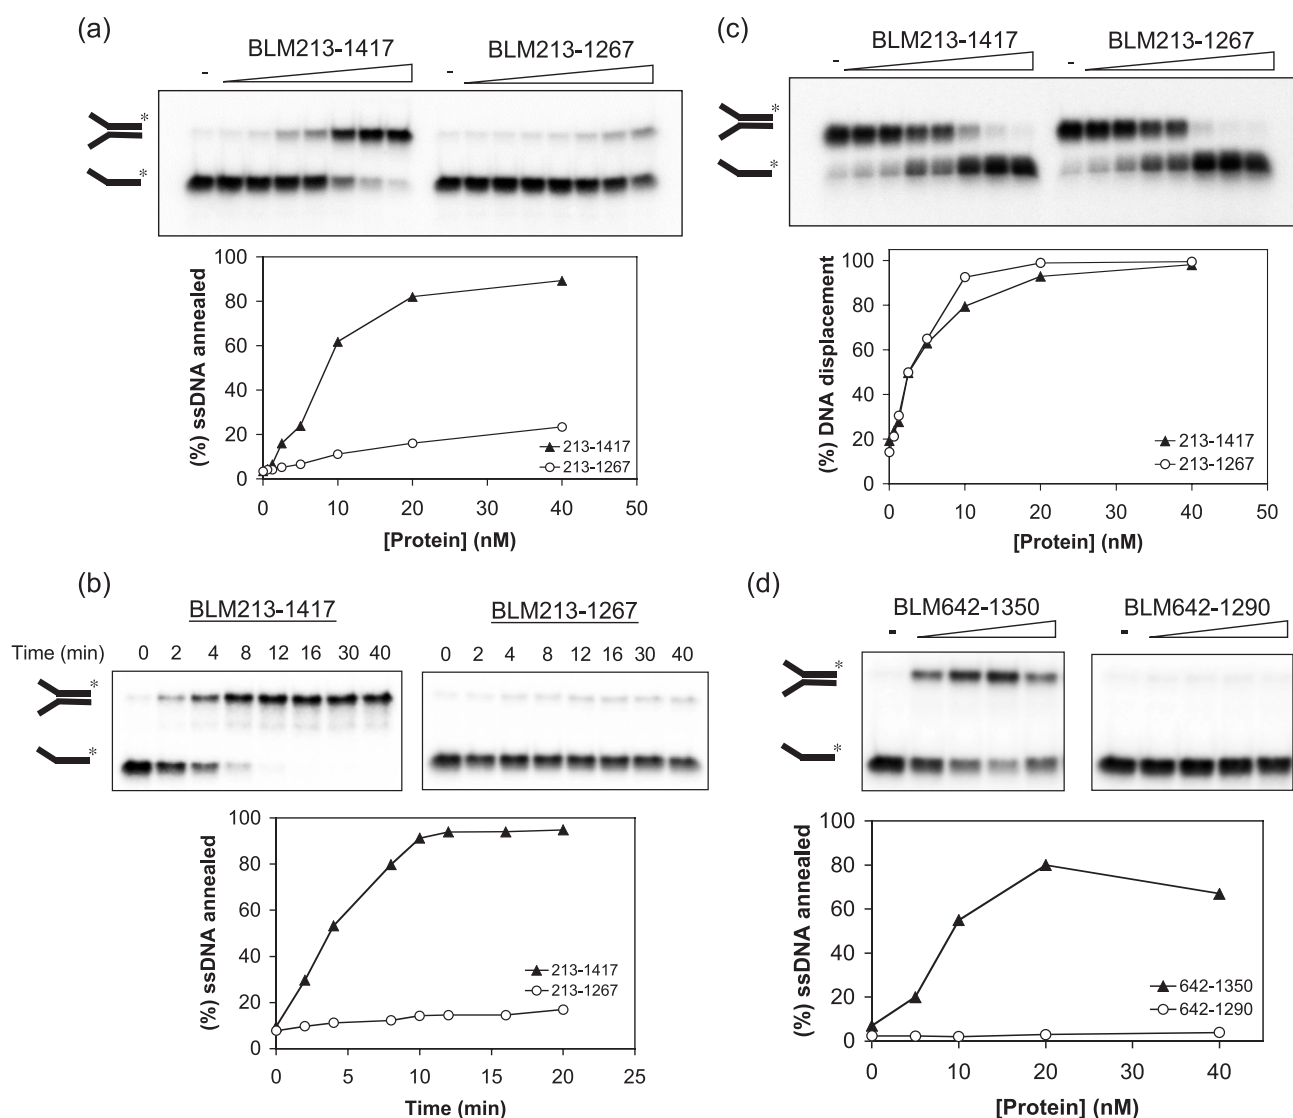 (a)
BLM213-1417 BLM213-1267
- -
* 
*
100
80
60
40
20
0
(%) ssDNA annealed
213-1417
213-1267
0 10 20 30 40 50
[Protein] (nM)
(b)
BLM213-1417 BLM213-1267
Time (min) 0 2 4 8 12 16 30 40 0 2 4 8 12 16 30 40
*
*
100
80
60
40
20
0
(%) ssDNA annealed
213-1417
213-1267
0 5 10 15 20 25
Time (min)
(c)
BLM213-1417 BLM213-1267
- -
*
*
100
80
60
40
20
0
(%) DNA displacement
213-1417
213-1267
0 10 20 30 40 50
[Protein] (nM)
(d)
BLM642-1350 BLM642-1290
- -
*
*
100
80
60
40
20
0
(%) ssDNA annealed
642-1350
642-1290
0 10 20 30 40
[Protein] (nM)